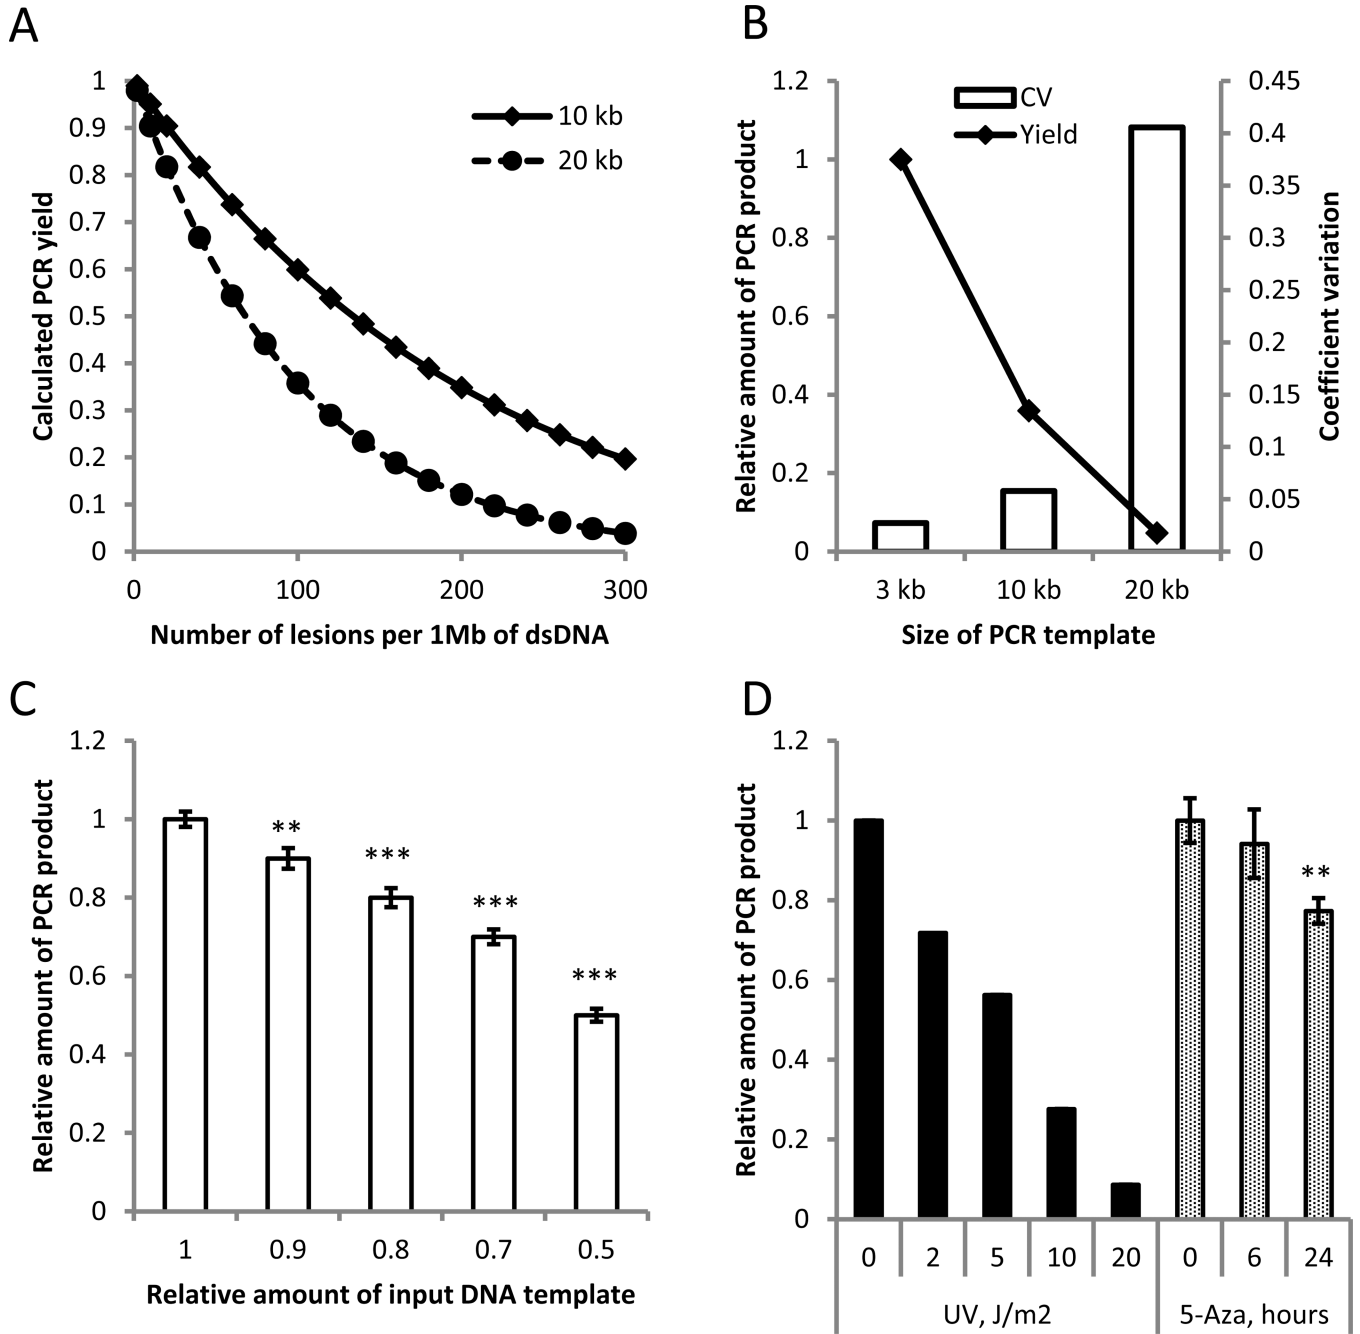 A
Calculated PCR yield
1
0.9
0.8
0.7
0.6
0.5
0.4
0.3
0.2
0.1
0
10 kb
20 kb
0 100 200 300
Number of lesions per 1Mb of dsDNA
B
Relative amount of PCR product
1.2
1
0.8
0.6
0.4
0.2
0
CV
Yield
0.45
0.4
0.35
0.3
0.25
0.2
0.15
0.1
0.05
0
Coefficient variation
3 kb 10 kb 20 kb
Size of PCR template
C
Relative amount of PCR product
1.2
1
0.8
0.6
0.4
0.2
0
**
***
***
***
1 0.9 0.8 0.7 0.5
Relative amount of input DNA template
D
Relative amount of PCR product
1.2
1
0.8
0.6
0.4
0.2
0
**
0 2 5 10 20 0 6 24
UV, J/m2 5-Aza, hours